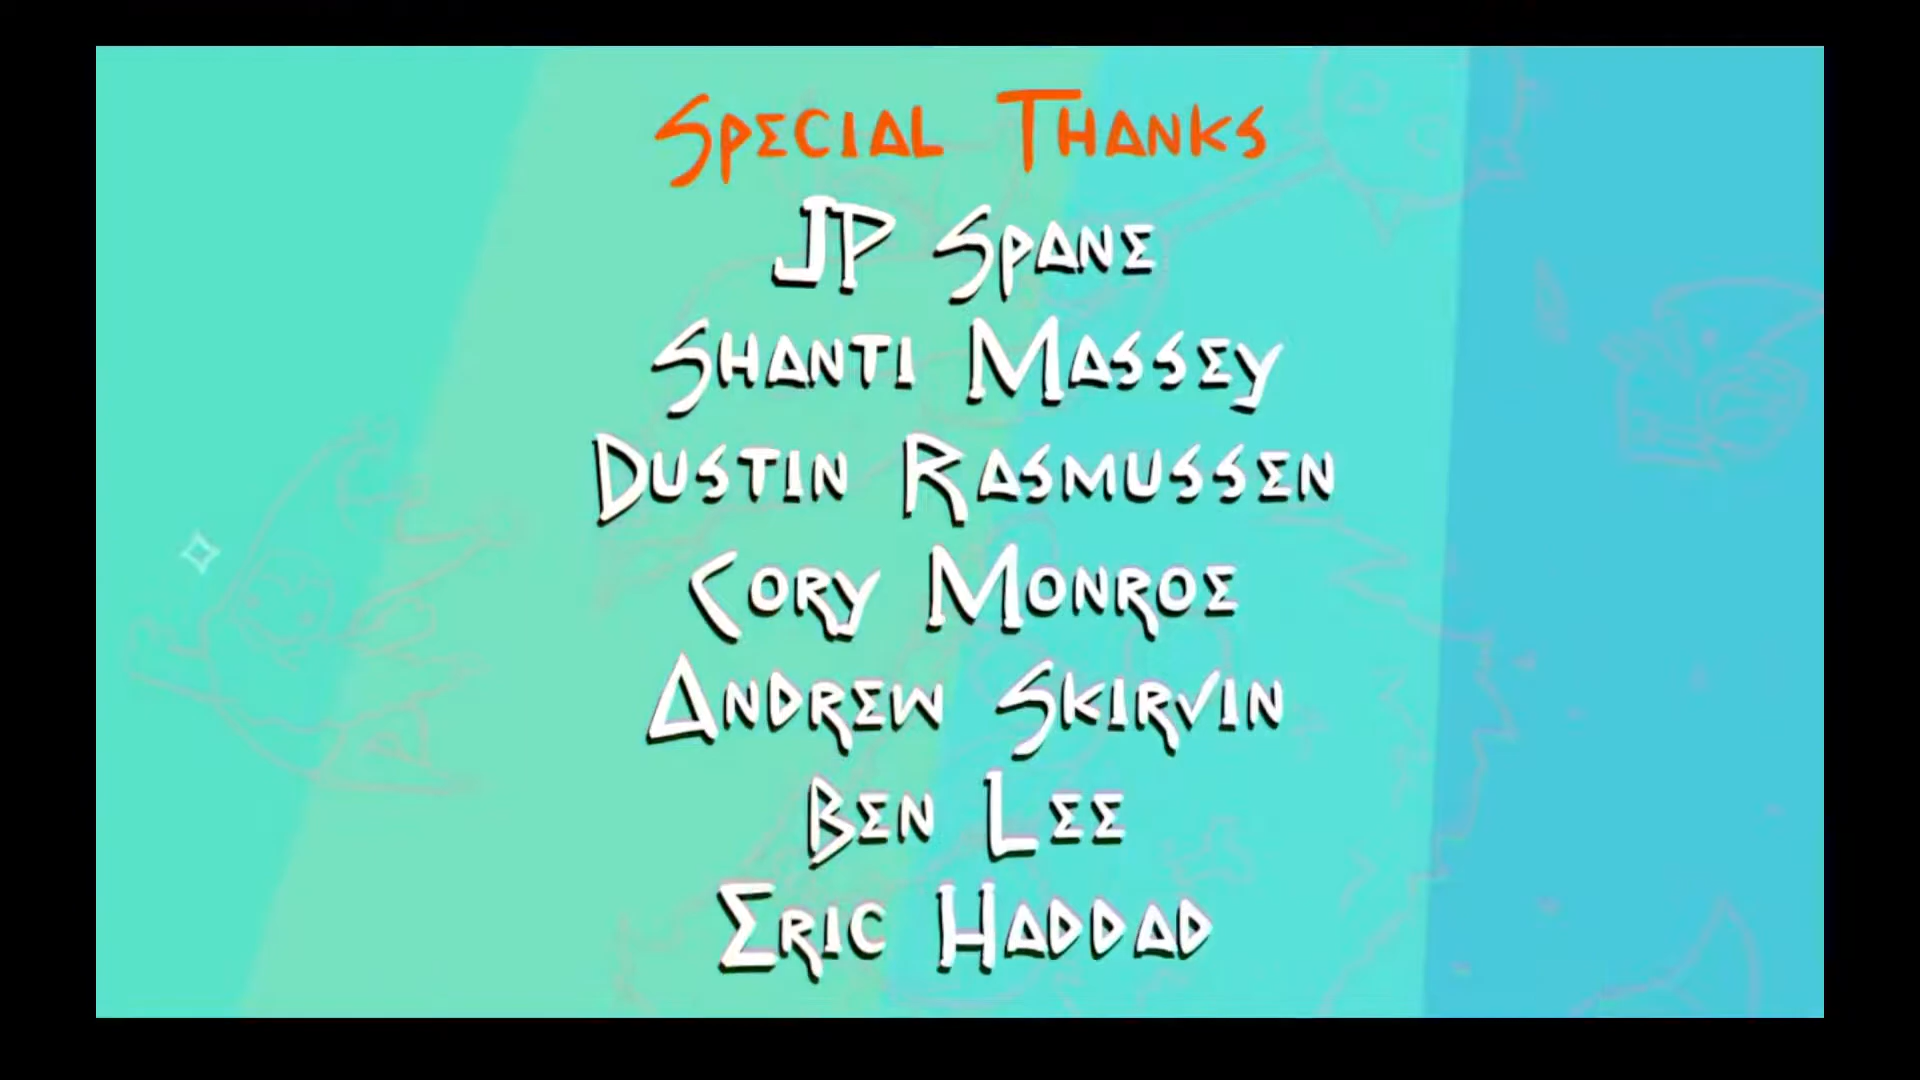 Special Thanks
JP Spane
Shanti Massey
Dustin Rasmussen
Cory Monroe
Andrew Skirvin
Ben Lee
Eric Haddad